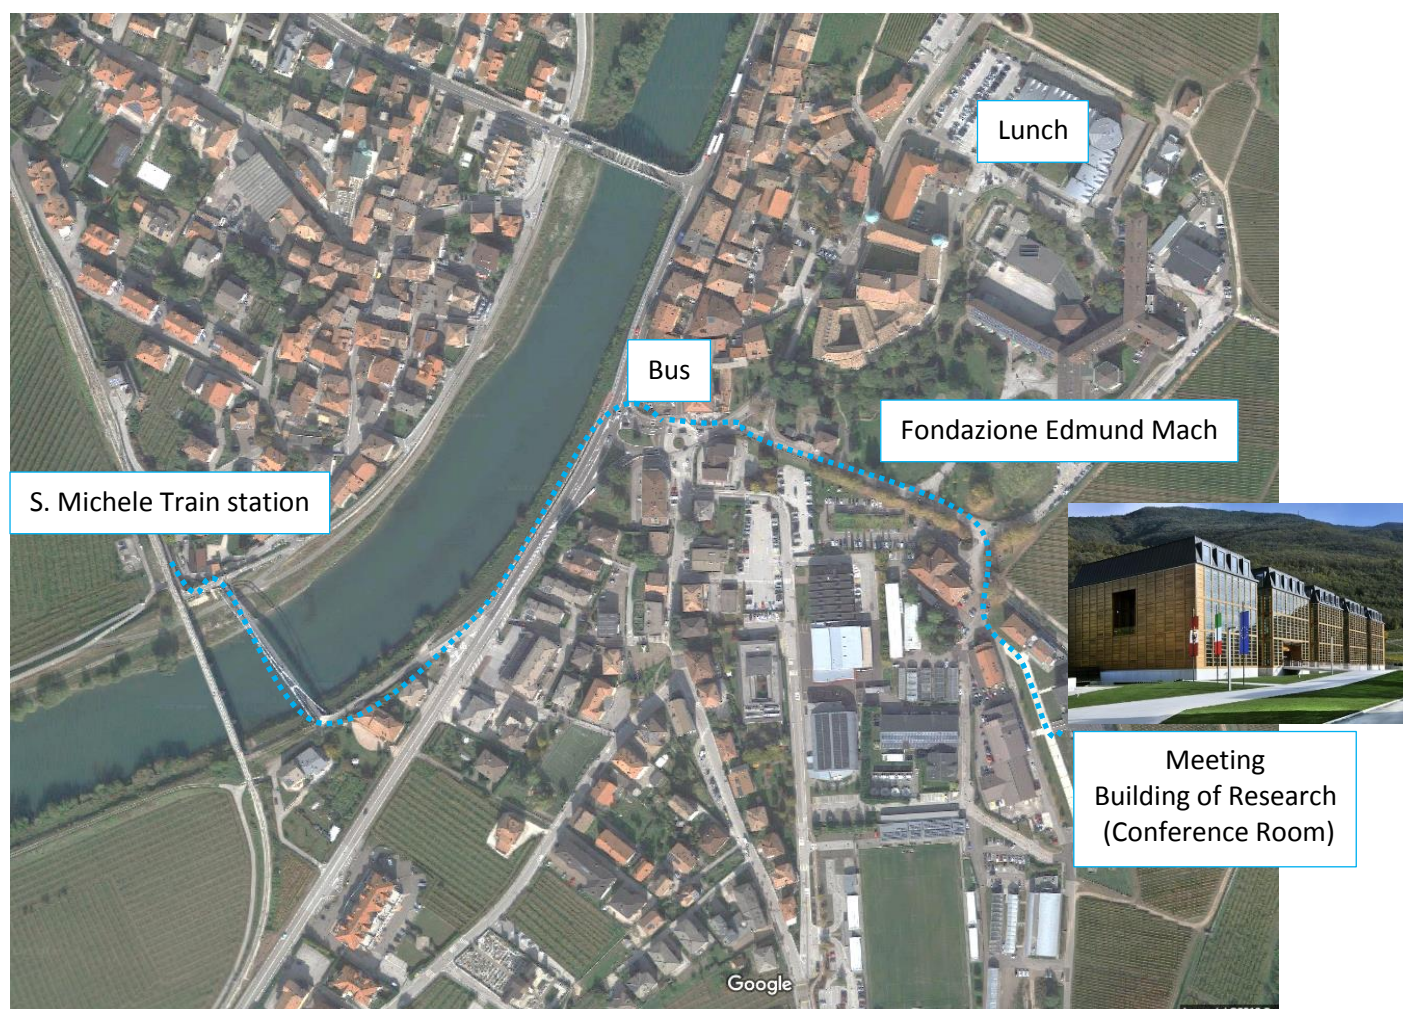 Lunch
Bus
Fondazione Edmund Mach
S. Michele Train station
Meeting
Building of Research
(Conference Room)
Google